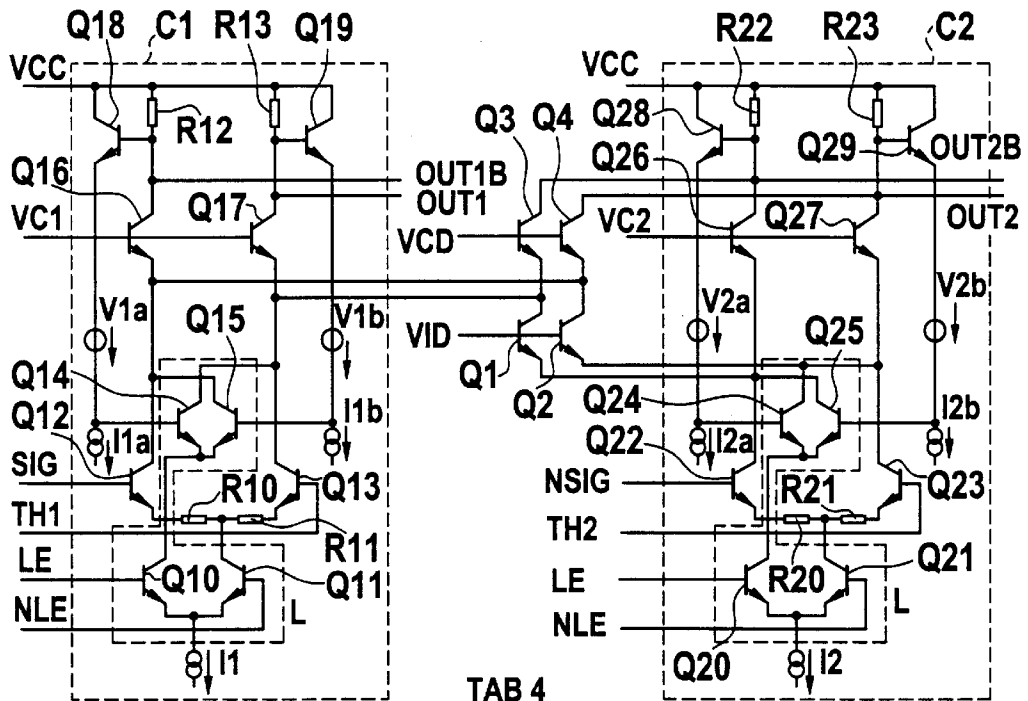 Q18 C1 R13 Q19 R22 R23 C2
VCC VCC
R12 Q3 Q4 Q28
Q16 Q26 Q29 OUT2B
OUT1B
OUT1 OUT2
VC1 Q17 VCD VC2 Q27
V1a Q15 V1b VID V2a Q25 V2b
Q14 Q1 Q2 Q24
Q12 I1a I1b Q22 I2a I2b
SIG R10 Q13 NSIG R21 Q23
TH1 R11 TH2 R20
LE Q10 Q11 LE Q21
NLE L NLE L
I1 Q20 I2
TAB 4